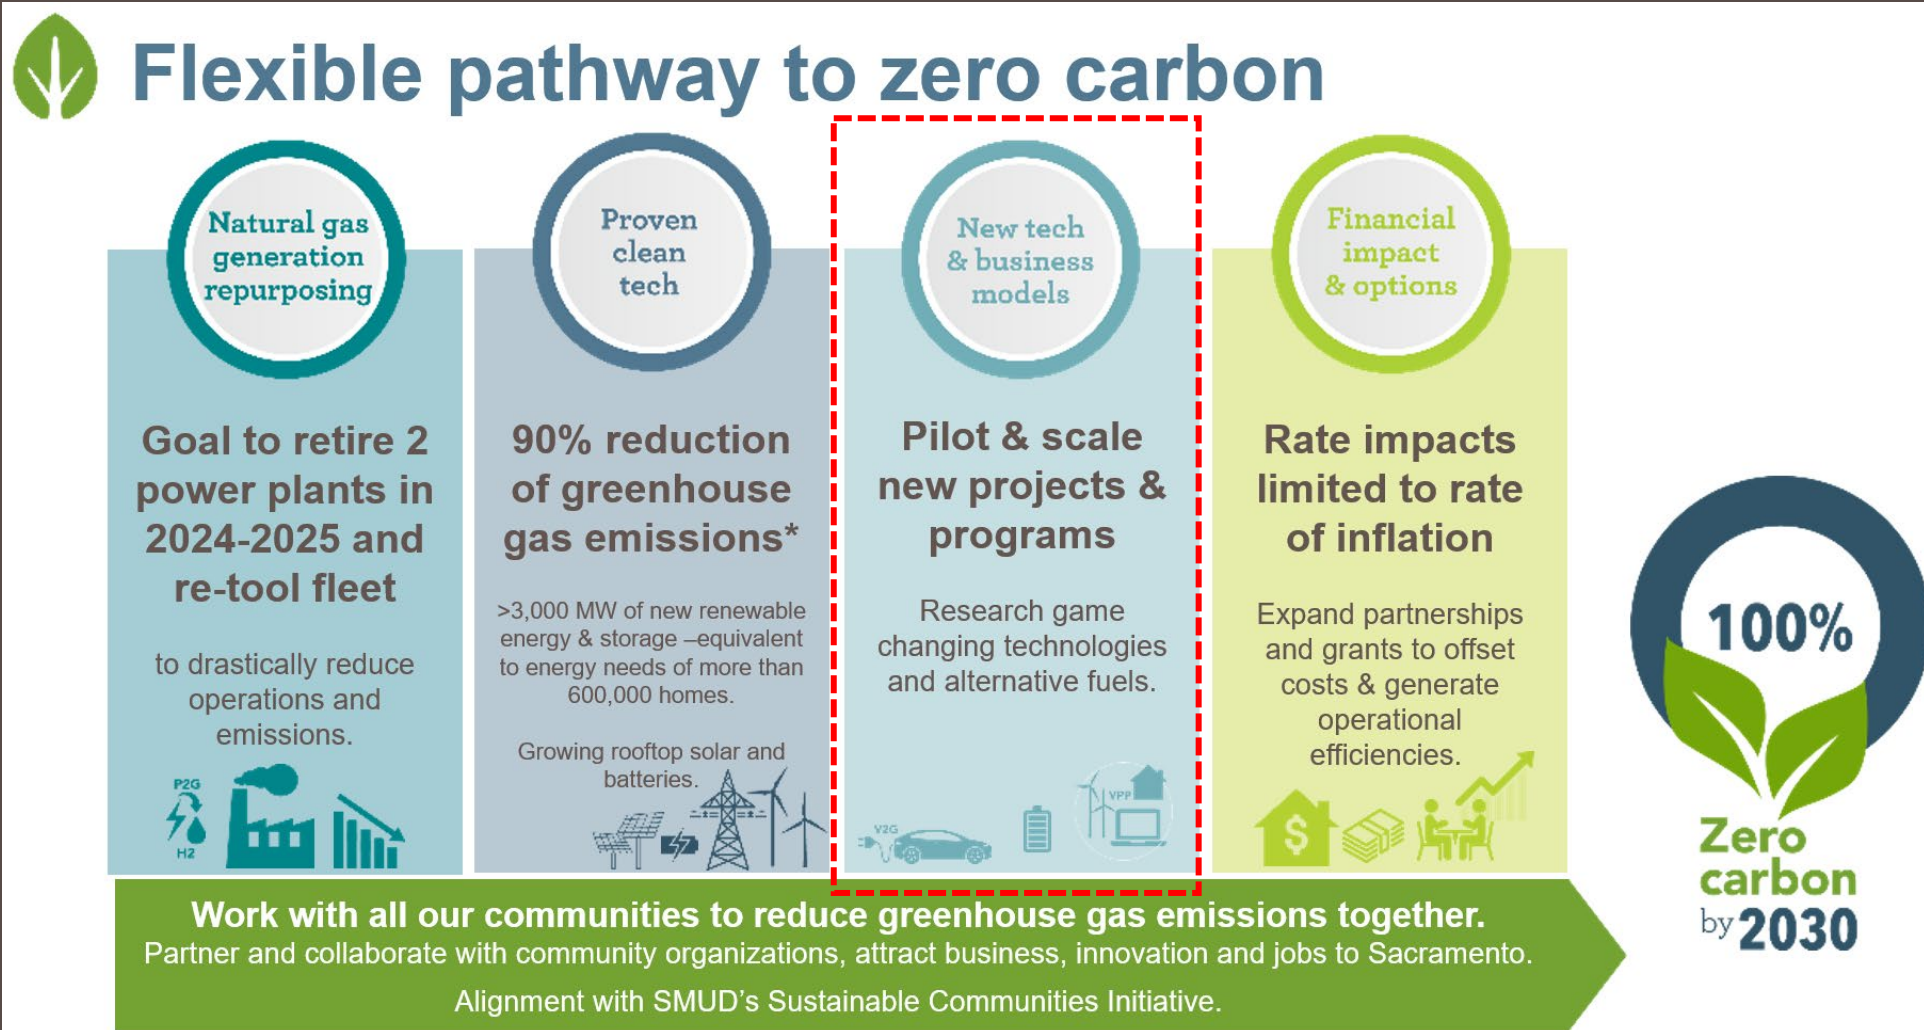 Flexible pathway to zero carbon
Natural gas
generation
repurposing
Goal to retire 2
power plants in
2024-2025 and
re-tool fleet
to drastically reduce
operations and
emissions.
P2G
H2
Proven
clean
tech
90% reduction
of greenhouse
gas emissions*
>3,000 MW of new renewable
energy & storage –equivalent
to energy needs of more than
600,000 homes.
Growing rooftop solar and
batteries.
New tech
& business
models
Pilot & scale
new projects &
programs
Research game
changing technologies
and alternative fuels.
V2G
VPP
Financial
impact
& options
Rate impacts
limited to rate
of inflation
Expand partnerships
and grants to offset
costs & generate
operational
efficiencies.
$
100%
Zero
carbon
by 2030
Work with all our communities to reduce greenhouse gas emissions together.
Partner and collaborate with community organizations, attract business, innovation and jobs to Sacramento.
Alignment with SMUD's Sustainable Communities Initiative.